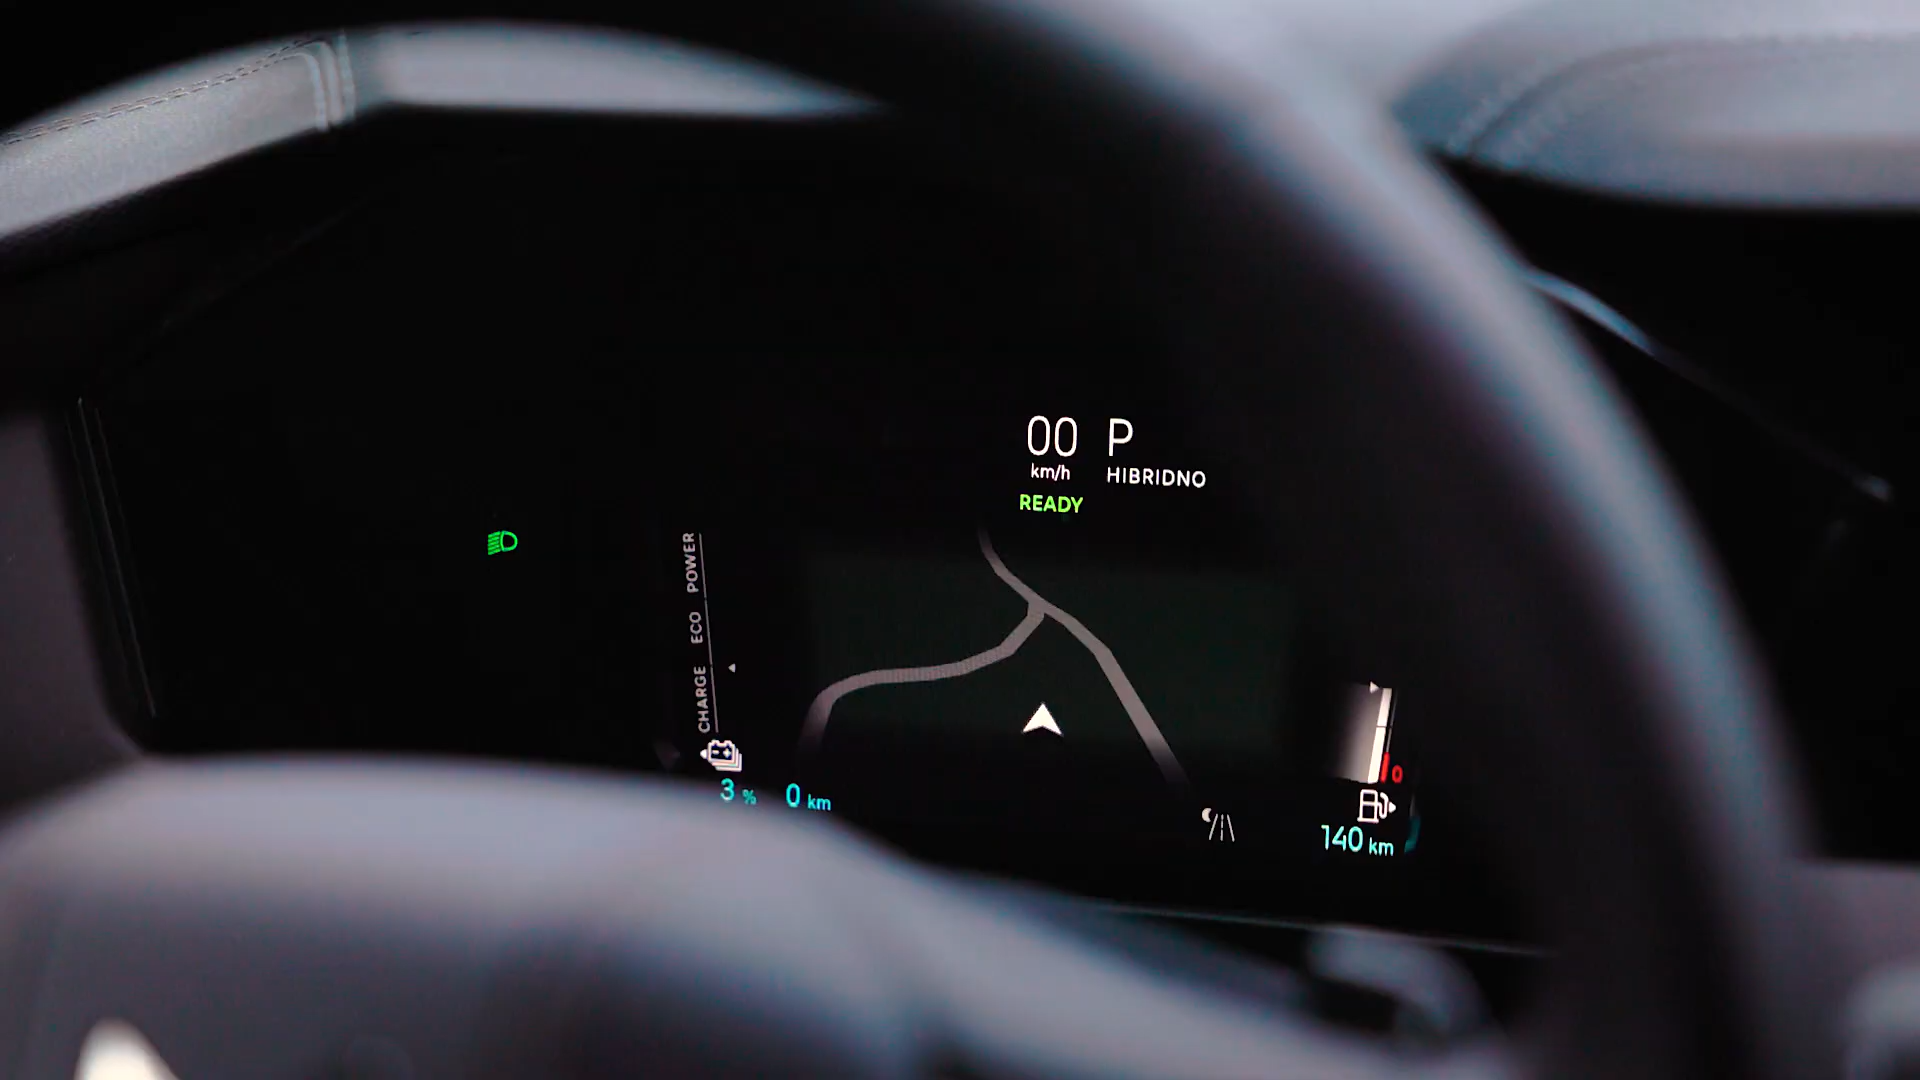 00 P
km/h HIBRIDNO
READY
POWER
ECO
CHARGE
0
3 % 0 km
140 km